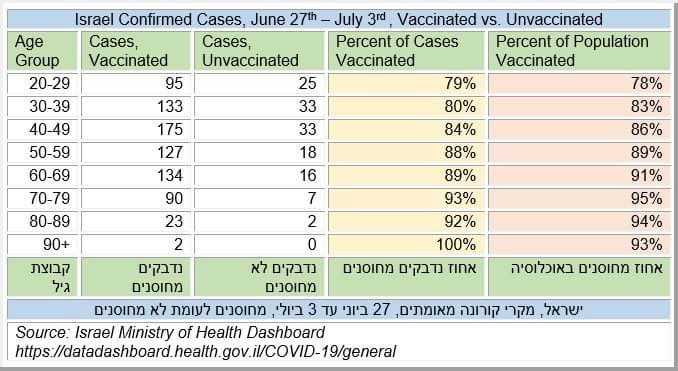 Israel Confirmed Cases, June 27th – July 3rd , Vaccinated vs. Unvaccinated
Age Group Cases, Vaccinated Cases, Unvaccinated Percent of Cases Vaccinated Percent of Population Vaccinated
20-29 95 25 79% 78%
30-39 133 33 80% 83%
40-49 175 33 84% 86%
50-59 127 18 88% 89%
60-69 134 16 89% 91%
70-79 90 7 93% 95%
80-89 23 2 92% 94%
90+ 2 0 100% 93%
קבוצת גיל נדבקים מחוסנים נדבקים לא מחוסנים אחוז נדבקים מחוסנים אחוז מחוסנים באוכלוסיה
ישראל, מקרי קורונה מאומתים, 27 ביוני עד 3 ביולי, מחוסנים לעומת לא מחוסנים
Source: Israel Ministry of Health Dashboard
https://datadashboard.health.gov.il/COVID-19/general